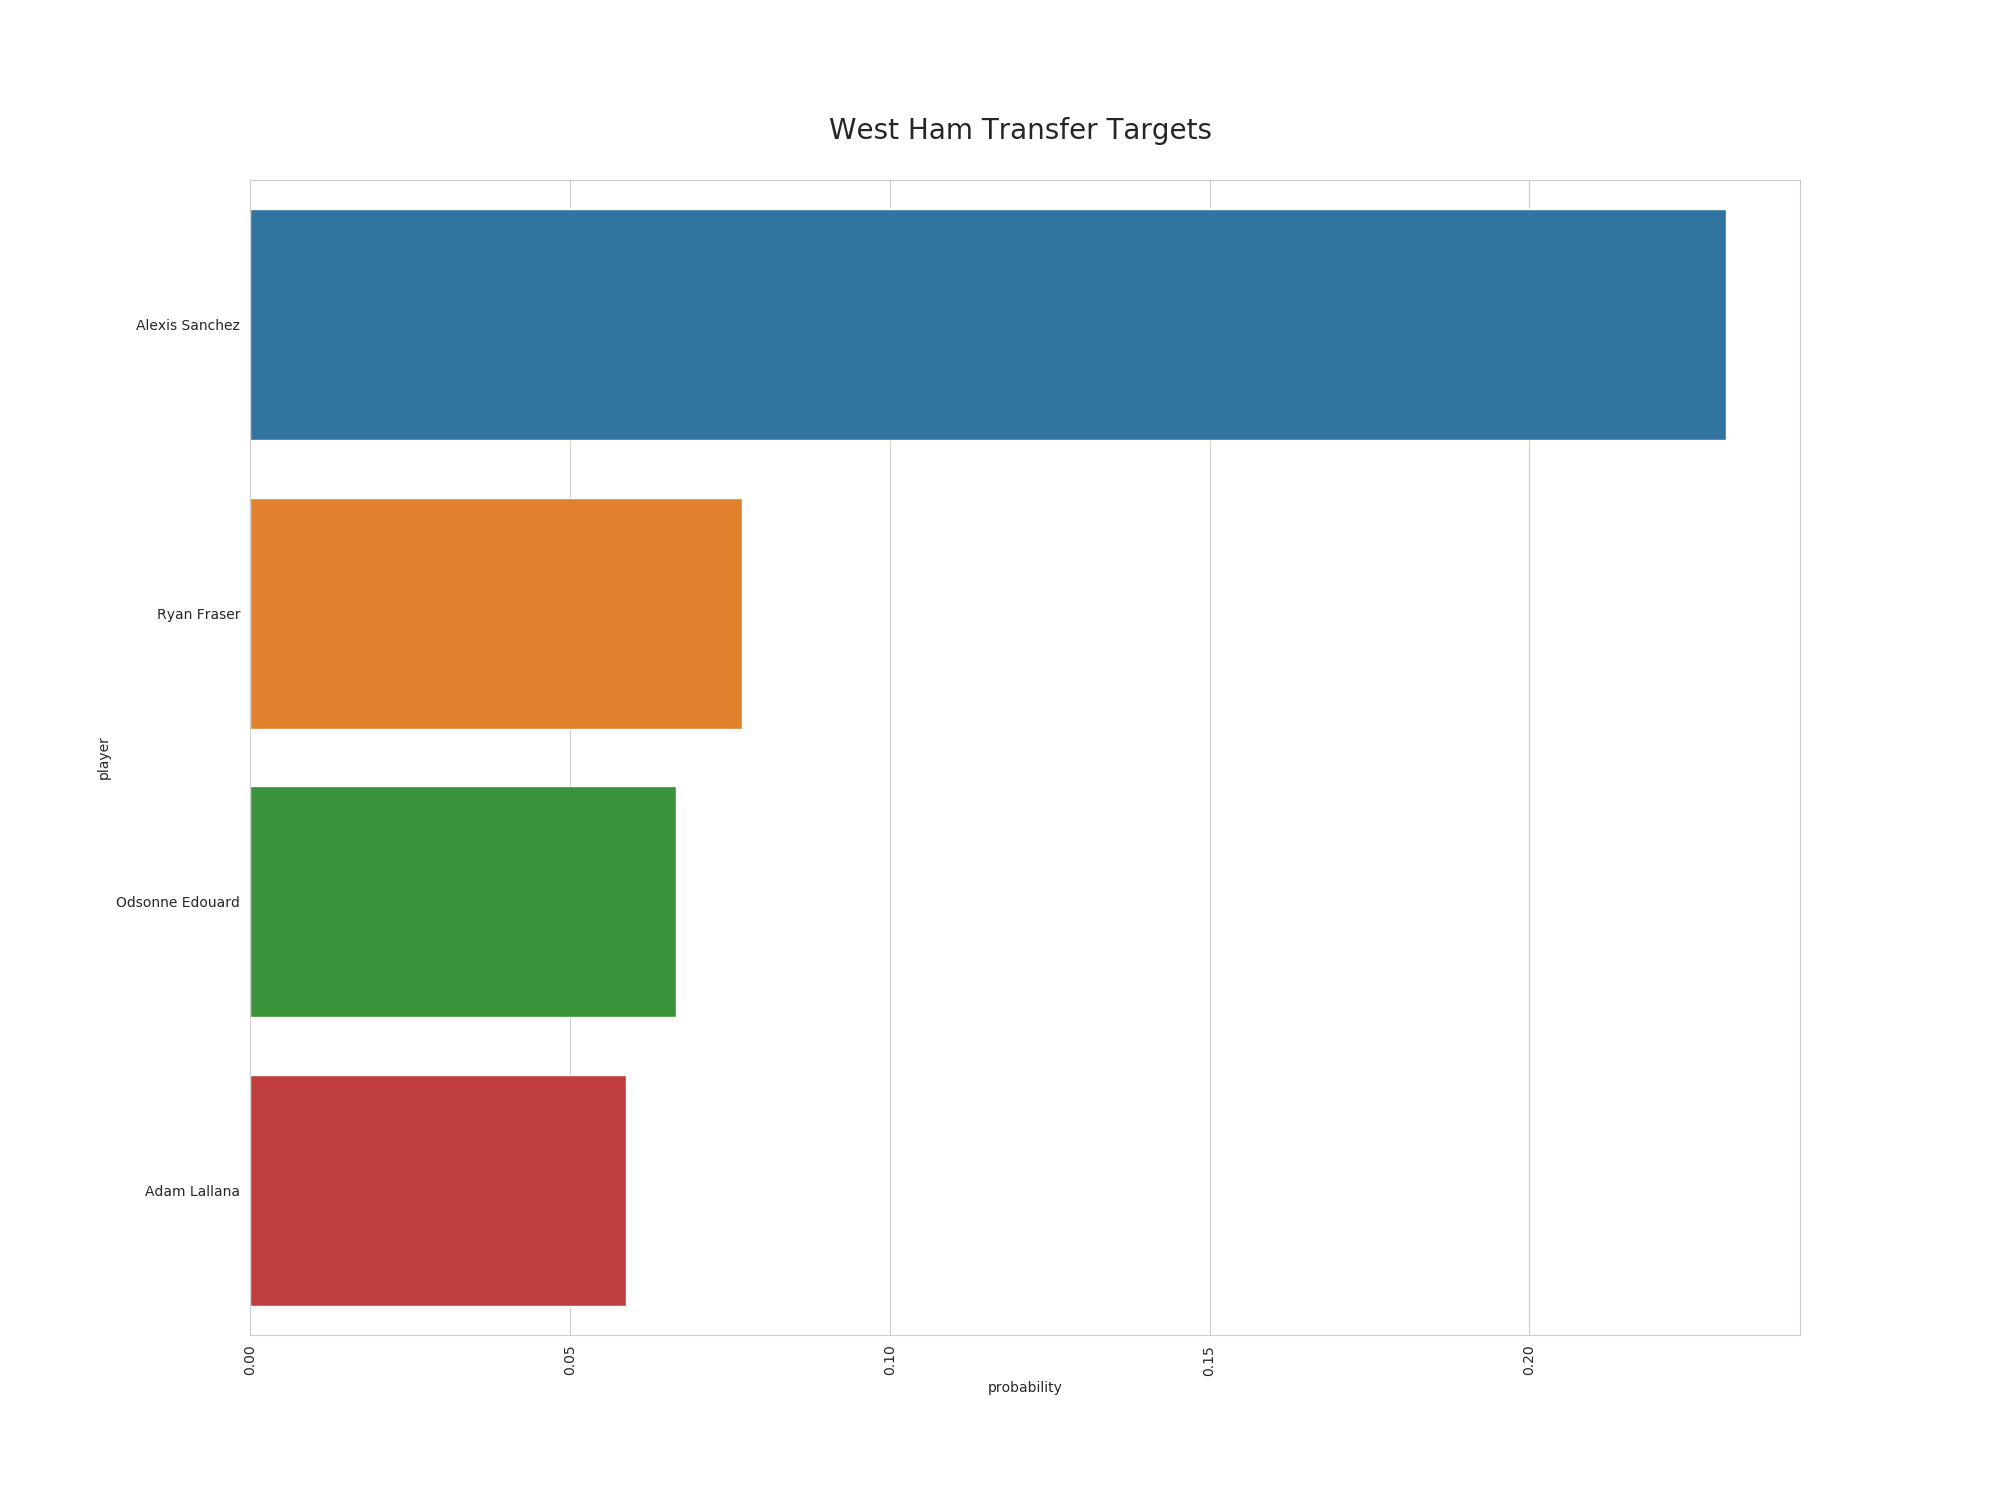 West Ham Transfer Targets
Alexis Sanchez
Ryan Fraser
player
Odsonne Edouard
Adam Lallana
0.00
0.05
0.10
0.15
0.20
probability